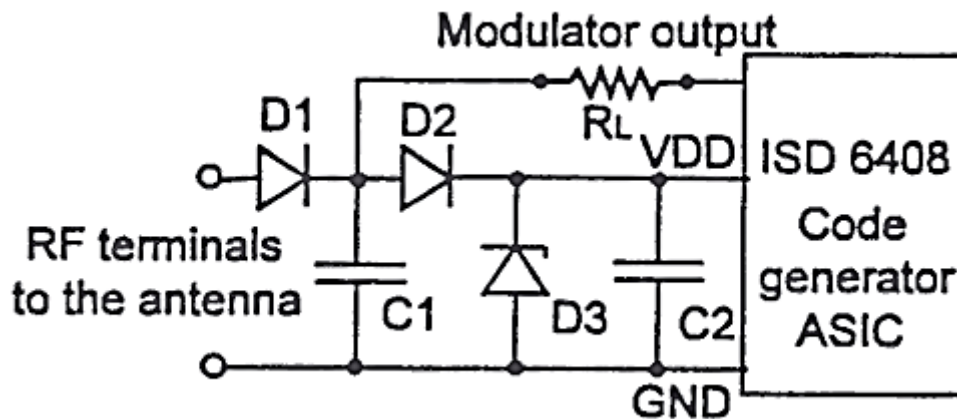 Modulator output
D1
D2
RL
VDD
ISD 6408
Code
generator
ASIC
RF terminals
to the antenna
C1
D3
C2
GND